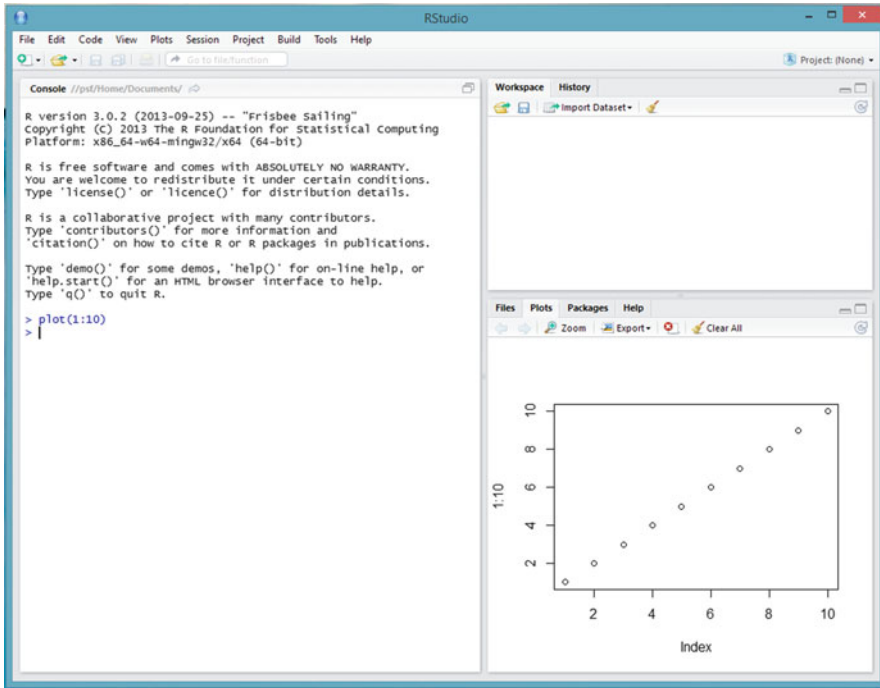 RStudio
File Edit Code View Plots Session Project Build Tools Help
Go to file/function
Project: (None)
Console //psf/Home/Documents/
R version 3.0.2 (2013-09-25) -- "Frisbee Sailing"
Copyright (C) 2013 The R Foundation for Statistical Computing
Platform: x86_64-w64-mingw32/x64 (64-bit)
R is free software and comes with ABSOLUTELY NO WARRANTY.
You are welcome to redistribute it under certain conditions.
Type 'license()' or 'licence()' for distribution details.
R is a collaborative project with many contributors.
Type 'contributors()' for more information and
'citation()' on how to cite R or R packages in publications.
Type 'demo()' for some demos, 'help()' for on-line help, or
'help.start()' for an HTML browser interface to help.
Type 'q()' to quit R.
> plot(1:10)
>
Workspace History
Import Dataset
Files Plots Packages Help
Zoom Export Clear All
1:10
10
8
6
4
2
2 4 6 8 10
Index